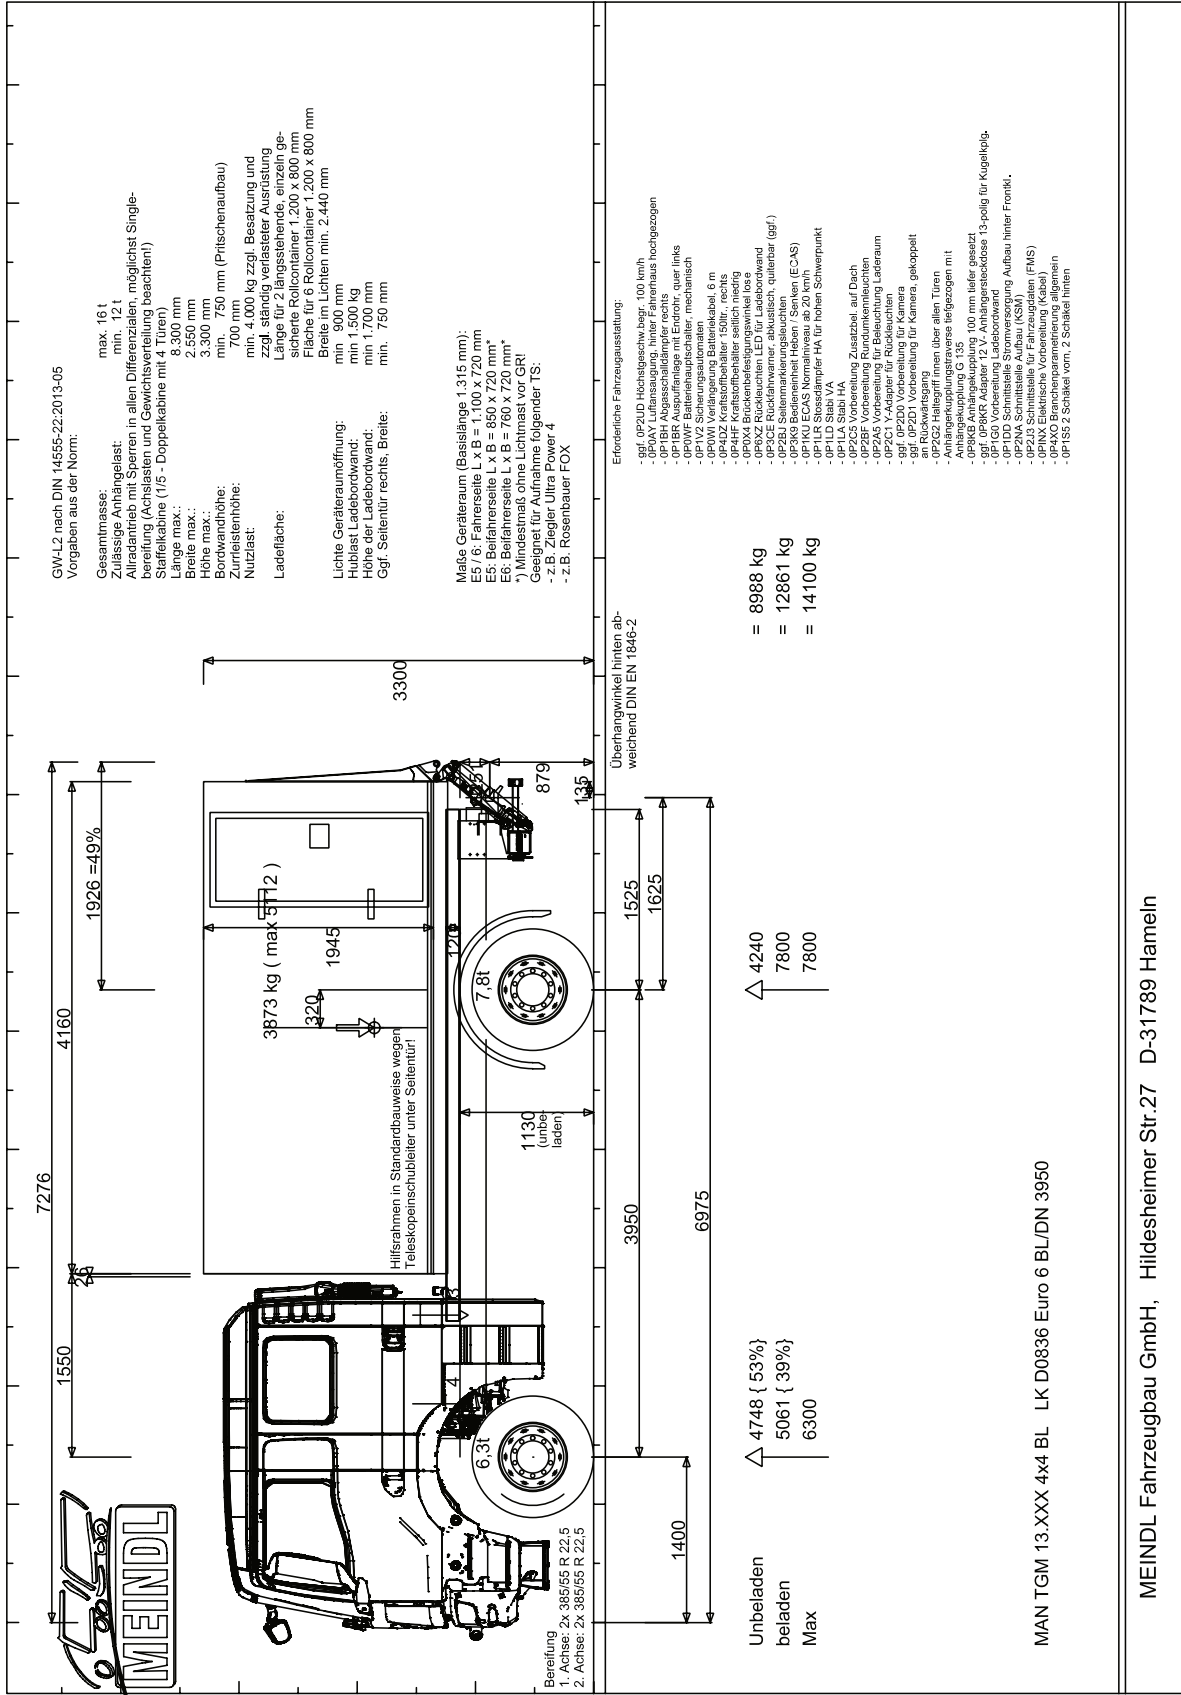 MEINDL
GW-L2 nach DIN 14555-22:2013-05
Vorgaben aus der Norm:
Gesamtmasse: max. 16 t
Zulässige Anhängelast: min. 12 t
Allradantrieb mit Sperren in allen Differenzialen, möglichst Single-
bereifung (Achslasten und Gewichtsverteilung beachten!)
Staffelkabine (1/5 - Doppelkabine mit 4 Türen)
Länge max.: 8.300 mm
Breite max.: 2.550 mm
Höhe max.: 3.300 mm
Bordwandhöhe: min. 750 mm (Pritschenaufbau)
Zurrleistenhöhe: 700 mm
Nutzlast: min. 4.000 kg zzgl. Besatzung und
zzgl. ständig verlasteter Ausrüstung
Ladefläche: Länge für 2 längsstehende, einzeln ge-
sicherte Rollcontainer 1.200 x 800 mm
Fläche für 6 Rollcontainer 1.200 x 800 mm
Breite im Lichten min. 2.440 mm
Lichte Geräteraumöffnung: min 900 mm
Hublast Ladebordwand: min 1.500 kg
Höhe der Ladebordwand: min 1.700 mm
Ggf. Seitentür rechts, Breite: min. 750 mm
Maße Geräteraum (Basislänge 1.315 mm):
E5 / 6: Fahrerseite L x B = 1.100 x 720 mm
E5: Beifahrerseite L x B = 850 x 720 mm*
E6: Beifahrerseite L x B = 760 x 720 mm*
*) Mindestmaß ohne Lichtmast vor GR!
Geeignet für Aufnahme folgender TS:
- z.B. Ziegler Ultra Power 4
- z.B. Rosenbauer FOX
7276
1550
26
4160
1926 =49%
3300
3873 kg ( max 5112 )
320
1945
120
Hilfsrahmen in Standardbauweise wegen
Teleskopeinschubleiter unter Seitentür!
4
3
6,3t
7,8t
1130
(unbe-
laden)
879
135
Bereifung
1. Achse: 2x 385/55 R 22,5
2. Achse: 2x 385/55 R 22,5
Überhangwinkel hinten ab-
weichend DIN EN 1846-2
3950
1525
1625
1400
6975
Unbeladen 4748 { 53%} 4240 = 8988 kg
beladen 5061 { 39%} 7800 = 12861 kg
Max 6300 7800 = 14100 kg
Erforderliche Fahrzeugausstattung:
- ggf. 0P2UD Höchstgeschw.begr. 100 km/h
- 0P0AY Luftansaugung, hinter Fahrerhaus hochgezogen
- 0P1BH Abgasschalldämpfer rechts
- 0P1BR Auspuffanlage mit Endrohr, quer links
- 0P0WF Batteriehauptschalter, mechanisch
- 0P1V2 Sicherungsautomaten
- 0P0WI Verlängerung Batteriekabel, 6 m
- 0P4DZ Kraftstoffbehälter 150ltr., rechts
- 0P4HF Kraftstoffbehälter seitlich niedrig
- 0P0X4 Brückenbefestigungswinkel lose
- 0P6XZ Rückleuchten LED für Ladebordwand
- 0P3CE Rückfahrwarner, abkustisch, quitierbar (ggf.)
- 0P2BJ Seitenmarkierungsleuchten
- 0P3K9 Bedieneinheit Heben / Senken (ECAS)
- 0P1KU ECAS Normalniveau ab 20 km/h
- 0P1LR Stossdämpfer HA für hohen Schwerpunkt
- 0P1LD Stabi VA
- 0P1LA Stabi HA
- 0P2C5 Vorbereitung Zusatzbel. auf Dach
- 0P2BF Vorbereitung Rundumkennleuchten
- 0P2A5 Vorbereitung für Beleuchtung Laderaum
- 0P2C1 Y-Adapter für Rückleuchten
- ggf. 0P2D0 Vorbereitung für Kamera
- ggf. 0P2D1 Vorbereitung für Kamera, gekoppelt
an Rückwärtsgang
- 0P2G2 Haltegriff innen über allen Türen
- Anhängerkupplungstraverse tiefgezogen mit
Anhängekupplung G 135
- 0P8KB Anhängekupplung 100 mm tiefer gesetzt
- ggf. 0P8KR Adapter 12 V- Anhängersteckdose 13-polig für Kugelkplg.
- 0P1G0 Vorbereitung Ladebordwand
- 0P1DD Schnittstelle Stromversorgung Aufbau hinter Frontkl.
- 0P2NA Schnittstelle Aufbau (KSM)
- 0P2J3 Schnittstelle für Fahrzeugdaten (FMS)
- 0PINX Elektrische Vorbereitung (Kabel)
- 0P4XO Branchenparametrierung allgemein
- 0P1S5 2 Schäkel vorn, 2 Schäkel hinten
MAN TGM 13.XXX 4x4 BL LK D0836 Euro 6 BL/DN 3950
MEINDL Fahrzeugbau GmbH, Hildesheimer Str.27 D-31789 Hameln